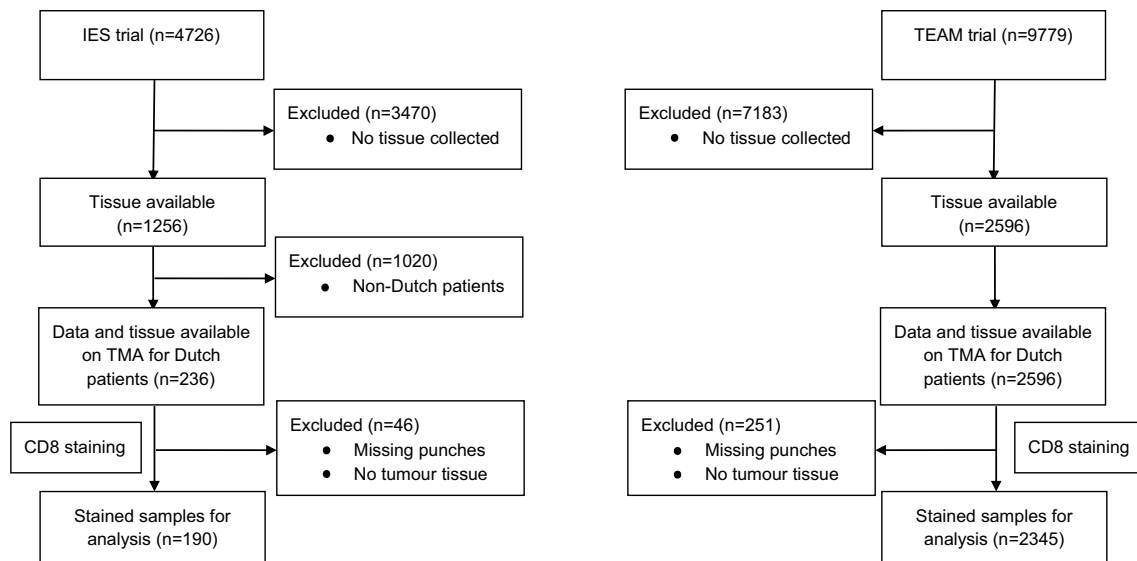 IES trial (n=4726)
Excluded (n=3470)
● No tissue collected
Tissue available
(n=1256)
Excluded (n=1020)
● Non-Dutch patients
Data and tissue available
on TMA for Dutch
patients (n=236)
CD8 staining
Excluded (n=46)
● Missing punches
● No tumour tissue
Stained samples for
analysis (n=190)
TEAM trial (n=9779)
Excluded (n=7183)
● No tissue collected
Tissue available
(n=2596)
Data and tissue available
on TMA for Dutch
patients (n=2596)
Excluded (n=251)
● Missing punches
● No tumour tissue
CD8 staining
Stained samples for
analysis (n=2345)